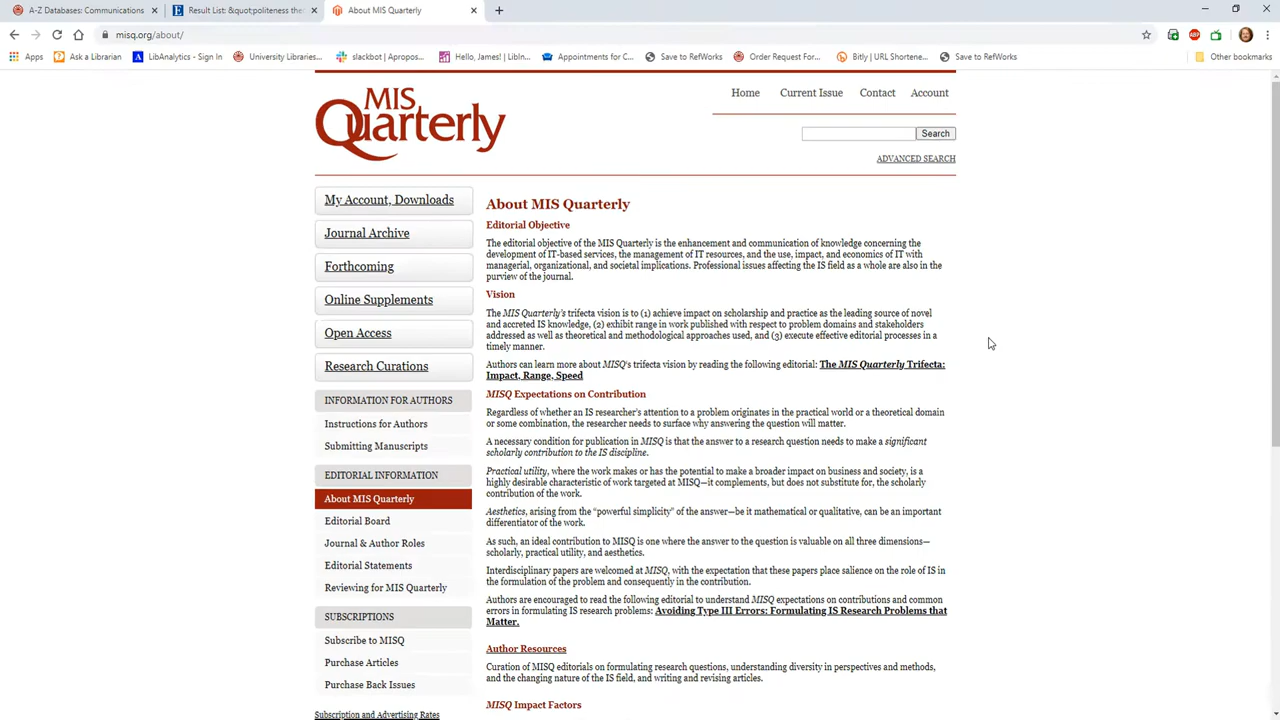 A-Z Databases: Communications
Result List: &quot;politeness the
About MIS Quarterly
misq.org/about/
Apps
Ask a Librarian
LibAnalytics - Sign In
University Libraries...
slackbot | Apropos...
Hello, James! | LibIn...
Appointments for C...
Save to RefWorks
Order Request For...
Bitly | URL Shortene...
Save to RefWorks
Other bookmarks
MIS
Quarterly
Home
Current Issue
Contact
Account
Search
ADVANCED SEARCH
My Account, Downloads
Journal Archive
Forthcoming
Online Supplements
Open Access
Research Curations
INFORMATION FOR AUTHORS
Instructions for Authors
Submitting Manuscripts
EDITORIAL INFORMATION
About MIS Quarterly
Editorial Board
Journal & Author Roles
Editorial Statements
Reviewing for MIS Quarterly
SUBSCRIPTIONS
Subscribe to MISQ
Purchase Articles
Purchase Back Issues
Subscription and Advertising Rates
About MIS Quarterly
Editorial Objective
The editorial objective of the MIS Quarterly is the enhancement and communication of knowledge concerning the
development of IT-based services, the management of IT resources, and the use, impact, and economics of IT with
managerial, organizational, and societal implications. Professional issues affecting the IS field as a whole are also in the
purview of the journal.
Vision
The MIS Quarterly's trifecta vision is to (1) achieve impact on scholarship and practice as the leading source of novel
and accreted IS knowledge, (2) exhibit range in work published with respect to problem domains and stakeholders
addressed as well as theoretical and methodological approaches used, and (3) execute effective editorial processes in a
timely manner.
Authors can learn more about MISQ's trifecta vision by reading the following editorial: The MIS Quarterly Trifecta:
Impact, Range, Speed
MISQ Expectations on Contribution
Regardless of whether an IS researcher's attention to a problem originates in the practical world or a theoretical domain
or some combination, the researcher needs to surface why answering the question will matter.
A necessary condition for publication in MISQ is that the answer to a research question needs to make a significant
scholarly contribution to the IS discipline.
Practical utility, where the work makes or has the potential to make a broader impact on business and society, is a
highly desirable characteristic of work targeted at MISQ—it complements, but does not substitute for, the scholarly
contribution of the work.
Aesthetics, arising from the “powerful simplicity” of the answer—be it mathematical or qualitative, can be an important
differentiator of the work.
As such, an ideal contribution to MISQ is one where the answer to the question is valuable on all three dimensions—
scholarly, practical utility, and aesthetics.
Interdisciplinary papers are welcomed at MISQ, with the expectation that these papers place salience on the role of IS in
the formulation of the problem and consequently in the contribution.
Authors are encouraged to read the following editorial to understand MISQ expectations on contributions and common
errors in formulating IS research problems: Avoiding Type III Errors: Formulating IS Research Problems that
Matter.
Author Resources
Curation of MISQ editorials on formulating research questions, understanding diversity in perspectives and methods,
and the changing nature of the IS field, and writing and revising articles.
MISQ Impact Factors